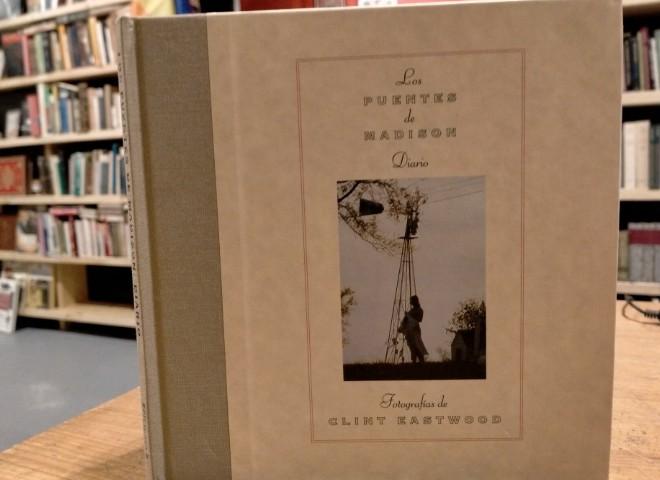 Los
PUENTES
de
MADISON
Diario
Fotografías de
CLINT EASTWOOD